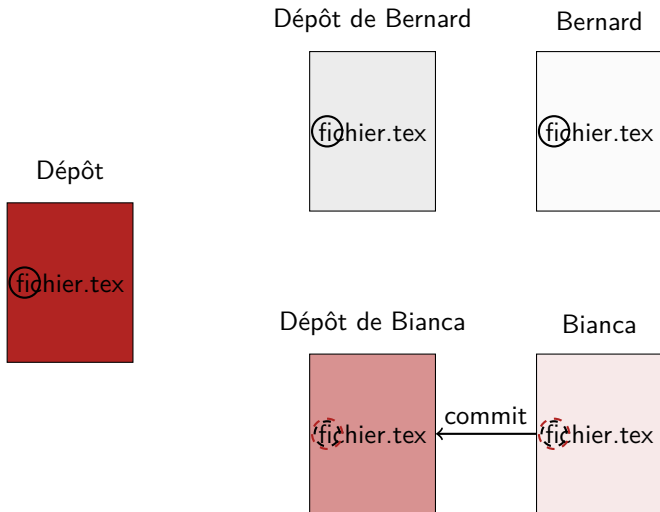 Dépôt de Bernard
Bernard
fichier.tex
fichier.tex
Dépôt
fichier.tex
Dépôt de Bianca
Bianca
commit
fichier.tex
fichier.tex